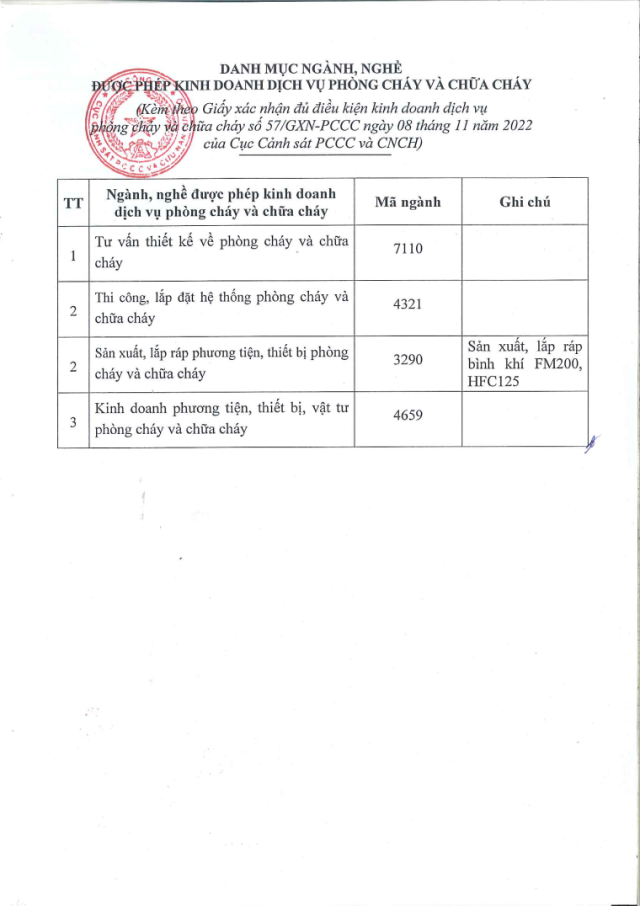 DANH MỤC NGÀNH, NGHỀ
ĐƯỢC PHÉP KINH DOANH DỊCH VỤ PHÒNG CHÁY VÀ CHỮA CHÁY
(Kèm theo Giấy xác nhận đủ điều kiện kinh doanh dịch vụ
phòng cháy và chữa cháy số 57/GXN-PCCC ngày 08 tháng 11 năm 2022
của Cục Cảnh sát PCCC và CNCH)
TT
Ngành, nghề được phép kinh doanh
dịch vụ phòng cháy và chữa cháy
Mã ngành
Ghi chú
1
Tư vấn thiết kế về phòng cháy và chữa
cháy
7110
2
Thi công, lắp đặt hệ thống phòng cháy và
chữa cháy
4321
2
Sản xuất, lắp ráp phương tiện, thiết bị phòng
cháy và chữa cháy
3290
Sản xuất, lắp ráp
bình khí FM200,
HFC125
3
Kinh doanh phương tiện, thiết bị, vật tư
phòng cháy và chữa cháy
4659